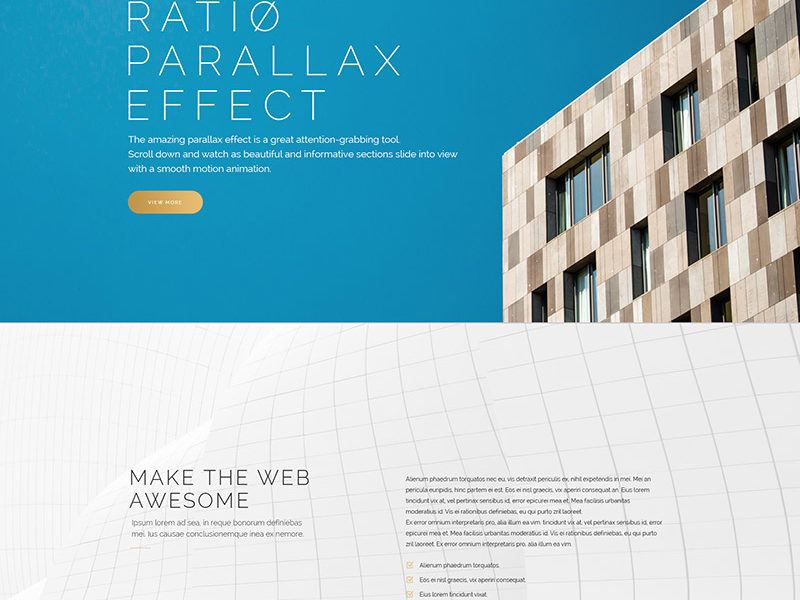 RATIØ
PARALLAX
EFFECT
The amazing parallax effect is a great attention-grabbing tool.
Scroll down and watch as beautiful and informative sections slide into view
with a smooth motion animation.
VIEW MORE
MAKE THE WEB
AWESOME
Ipsum lorem ad sea, in reque bonorum definiebas
mei. Ius causae conclusionemque inea ex nemore.
Alienum phaedrum torquatos nec eu, vis detraxit periculis ex, nihil expetendis in mei. Mei an
pericula euripidis, hinc partem ei est. Eos ei nisl graecis, vix aperiri consequat an. Eius lorem
tincidunt vix at, vel pertinax sensibus id, error epicurei mea et. Mea facilisis urbanitas
moderatius id. Vis ei rationibus definiebas, eu qui purto zril laoreet.
Ex error omnium interpretaris pro, alia illum ea vim. tincidunt vix at, vel pertinax sensibus id, error
epicurei mea et. Mea facilisis urbanitas moderatius id. Vis ei rationibus definiebas, eu qui purto
zril laoreet. Ex error omnium interpretaris pro, alia illum ea vim.
Alienum phaedrum torquatos.
Eos ei nisl graecis, vix aperiri consequat.
Eius lorem tincidunt vixat.